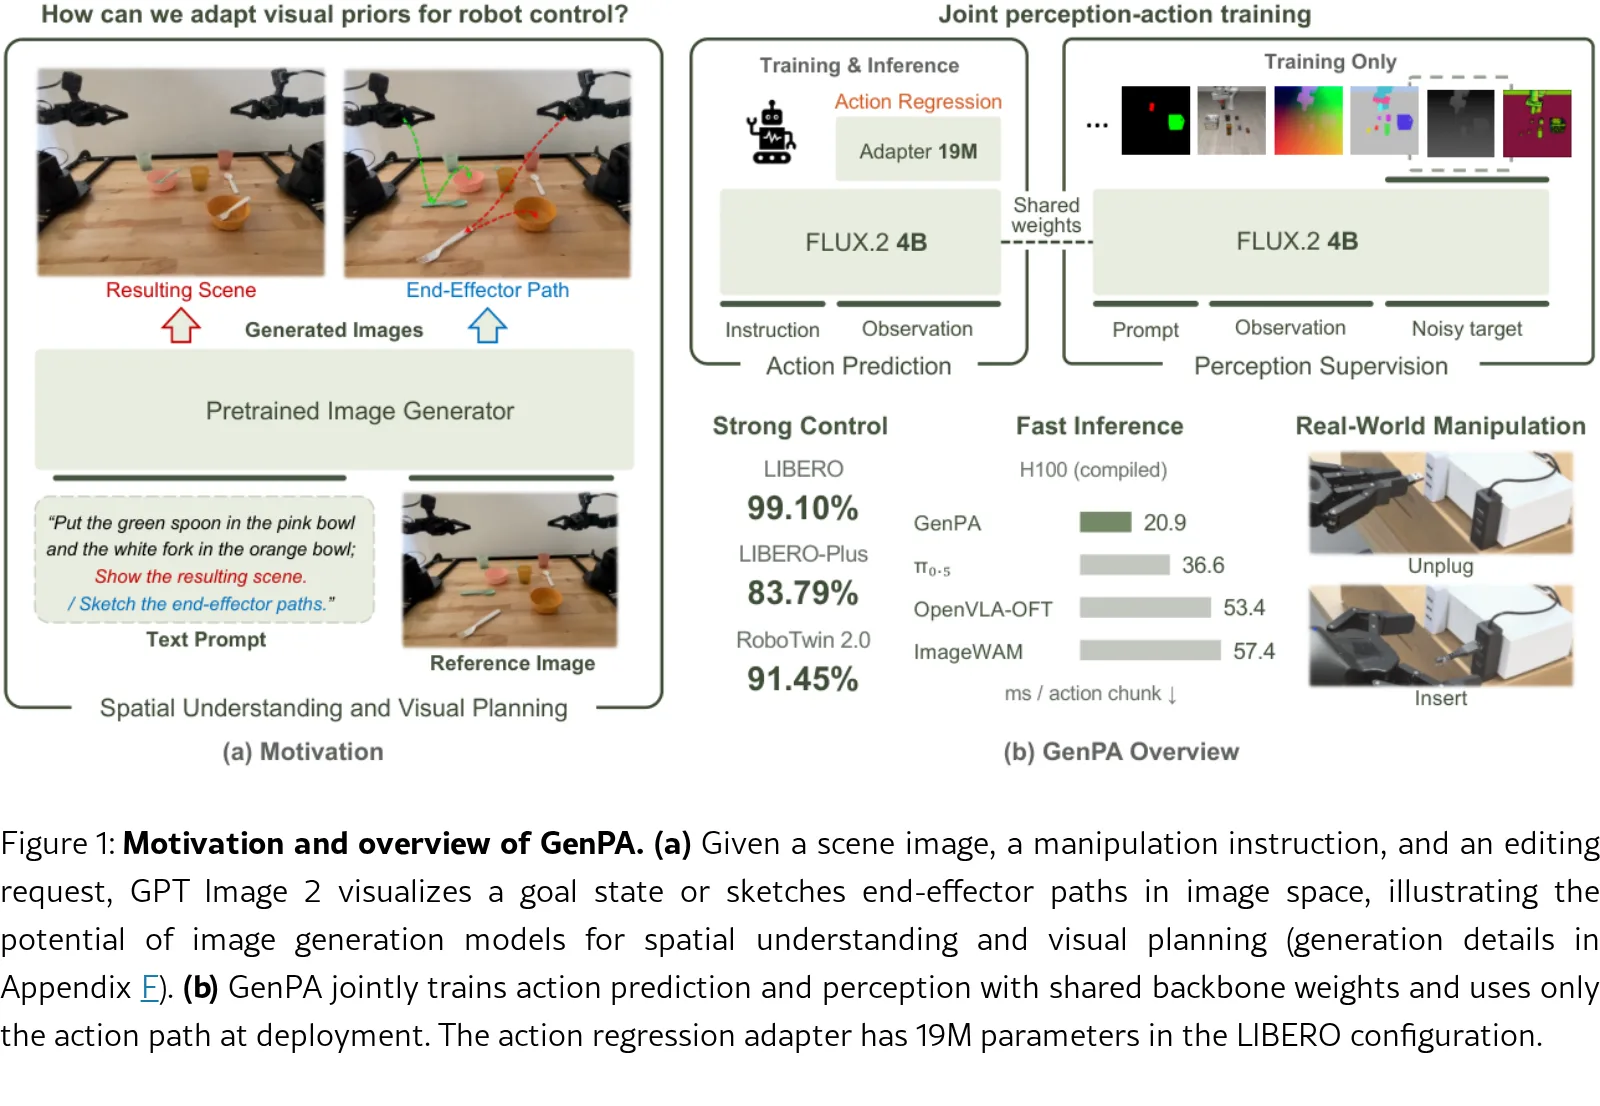 How can we adapt visual priors for robot control?
Resulting Scene
End-Effector Path
Generated Images
Pretrained Image Generator
“Put the green spoon in the pink bowl
and the white fork in the orange bowl;
Show the resulting scene.
/ Sketch the end-effector paths.”
Text Prompt
Reference Image
Spatial Understanding and Visual Planning
(a) Motivation
Joint perception-action training
Training & Inference
Action Regression
Adapter 19M
FLUX.2 4B
Instruction
Observation
Action Prediction
Shared
weights
Training Only
...
FLUX.2 4B
Prompt
Observation
Noisy target
Perception Supervision
Strong Control
LIBERO
99.10%
LIBERO-Plus
83.79%
RoboTwin 2.0
91.45%
Fast Inference
H100 (compiled)
GenPA 20.9
π₀.₅ 36.6
OpenVLA-OFT 53.4
ImageWAM 57.4
ms / action chunk ↓
Real-World Manipulation
Unplug
Insert
(b) GenPA Overview
Figure 1: Motivation and overview of GenPA. (a) Given a scene image, a manipulation instruction, and an editing
request, GPT Image 2 visualizes a goal state or sketches end-effector paths in image space, illustrating the
potential of image generation models for spatial understanding and visual planning (generation details in
Appendix F). (b) GenPA jointly trains action prediction and perception with shared backbone weights and uses only
the action path at deployment. The action regression adapter has 19M parameters in the LIBERO configuration.